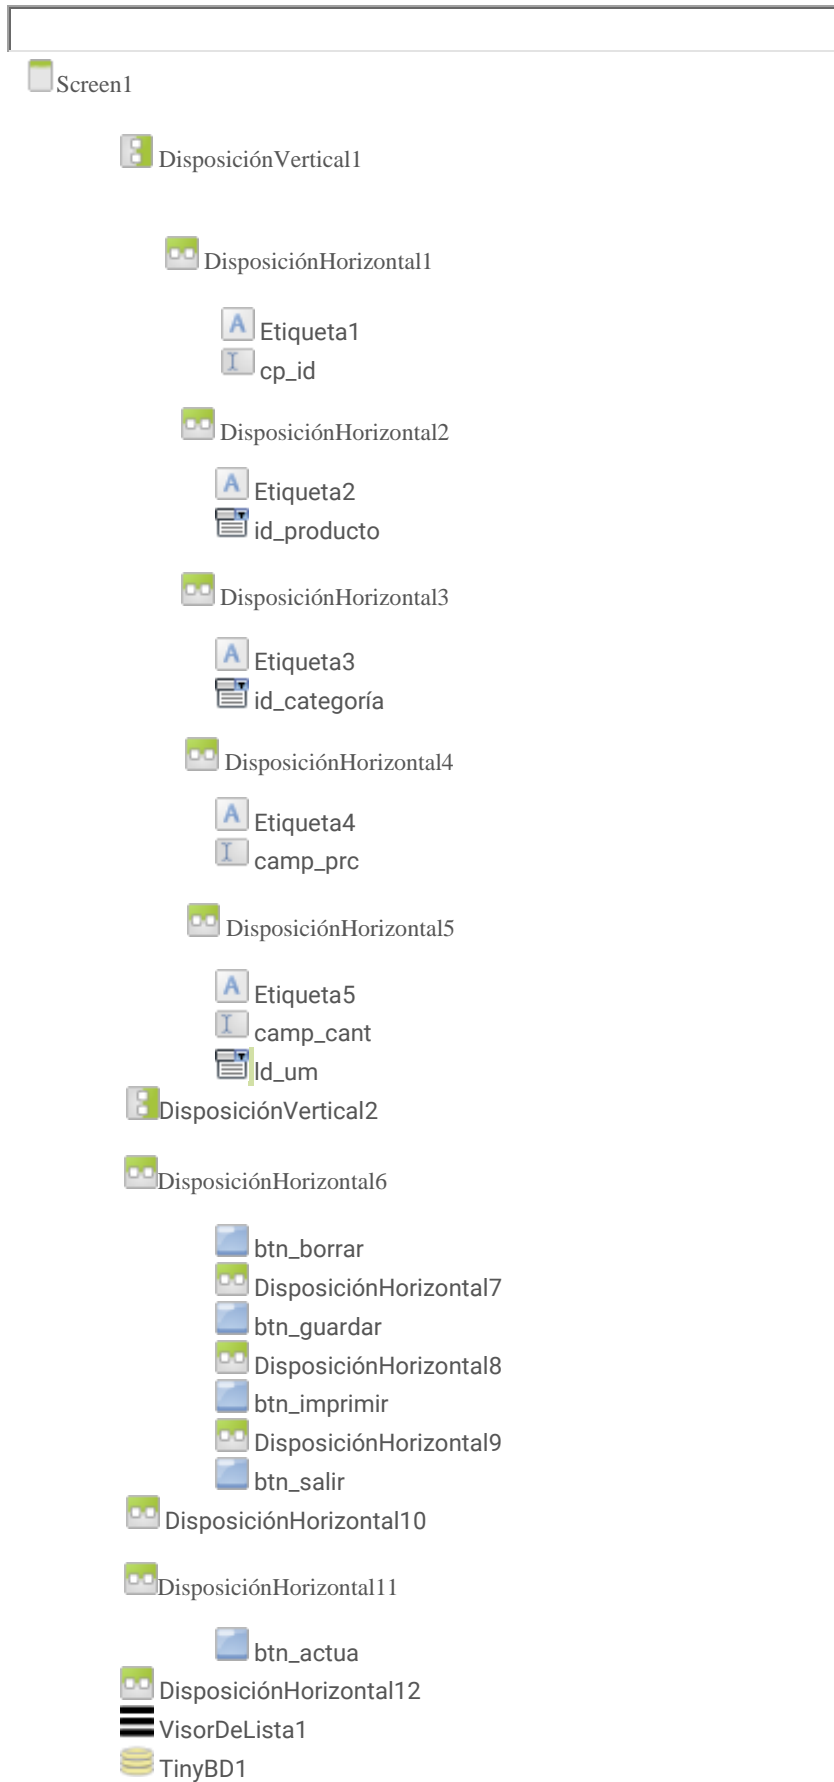 Screen1
DisposiciónVertical1
DisposiciónHorizontal1
Etiqueta1
cp_id
DisposiciónHorizontal2
Etiqueta2
id_producto
DisposiciónHorizontal3
Etiqueta3
id_categoría
DisposiciónHorizontal4
Etiqueta4
camp_prc
DisposiciónHorizontal5
Etiqueta5
camp_cant
ld_um
DisposiciónVertical2
DisposiciónHorizontal6
btn_borrar
DisposiciónHorizontal7
btn_guardar
DisposiciónHorizontal8
btn_imprimir
DisposiciónHorizontal9
btn_salir
DisposiciónHorizontal10
DisposiciónHorizontal11
btn_actua
DisposiciónHorizontal12
VisorDeLista1
TinyBD1